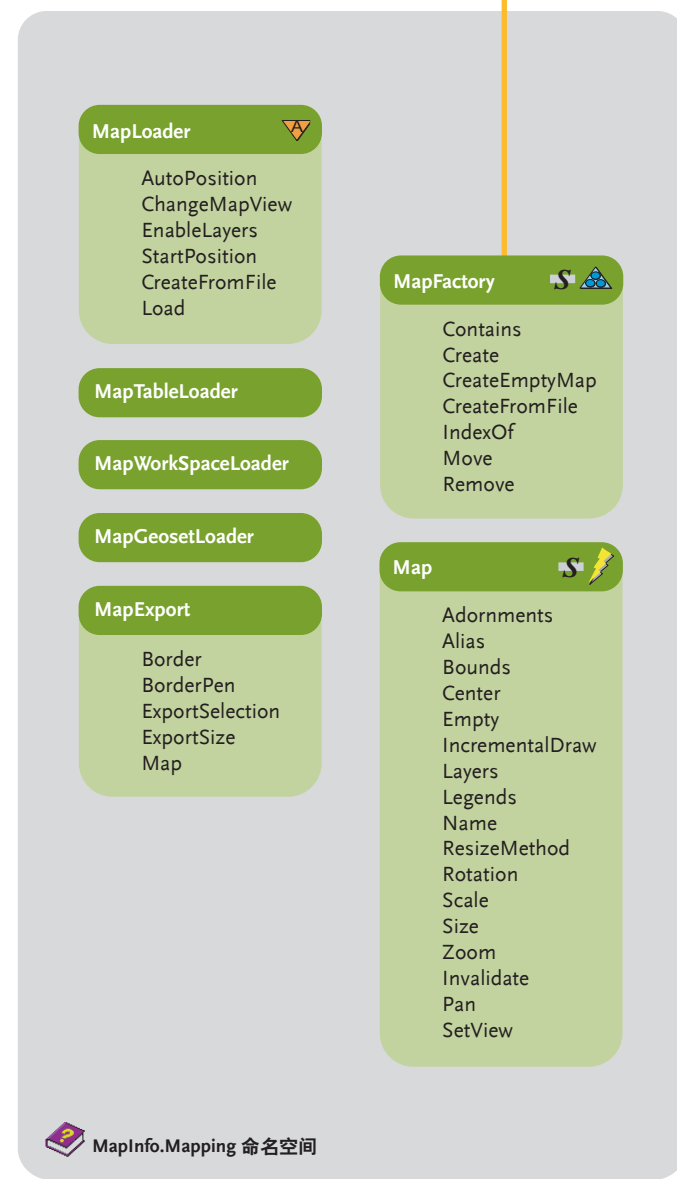 MapLoader
A
AutoPosition
ChangeMapView
EnableLayers
StartPosition
CreateFromFile
Load
MapTableLoader
MapWorkSpaceLoader
MapGeosetLoader
MapExport
Border
BorderPen
ExportSelection
ExportSize
Map
MapFactory
S
Contains
Create
CreateEmptyMap
CreateFromFile
IndexOf
Move
Remove
Map
S
Adornments
Alias
Bounds
Center
Empty
IncrementalDraw
Layers
Legends
Name
ResizeMethod
Rotation
Scale
Size
Zoom
Invalidate
Pan
SetView
?
MapInfo.Mapping 命名空间